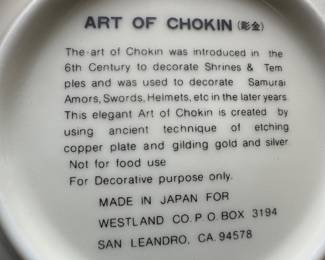 ART OF CHOKIN (彫金)
The art of Chokin was introduced in the
6th Century to decorate Shrines & Tem
ples and was used to decorate Samurai
Amors, Swords, Helmets, etc in the later years
This elegant Art of Chokin is created by
using ancient technique of etching
copper plate and gilding gold and silver
Not for food use
For Decorative purpose only.
MADE IN JAPAN FOR
WESTLAND CO. P. O. BOX 3194
SAN LEANDRO, CA. 94578